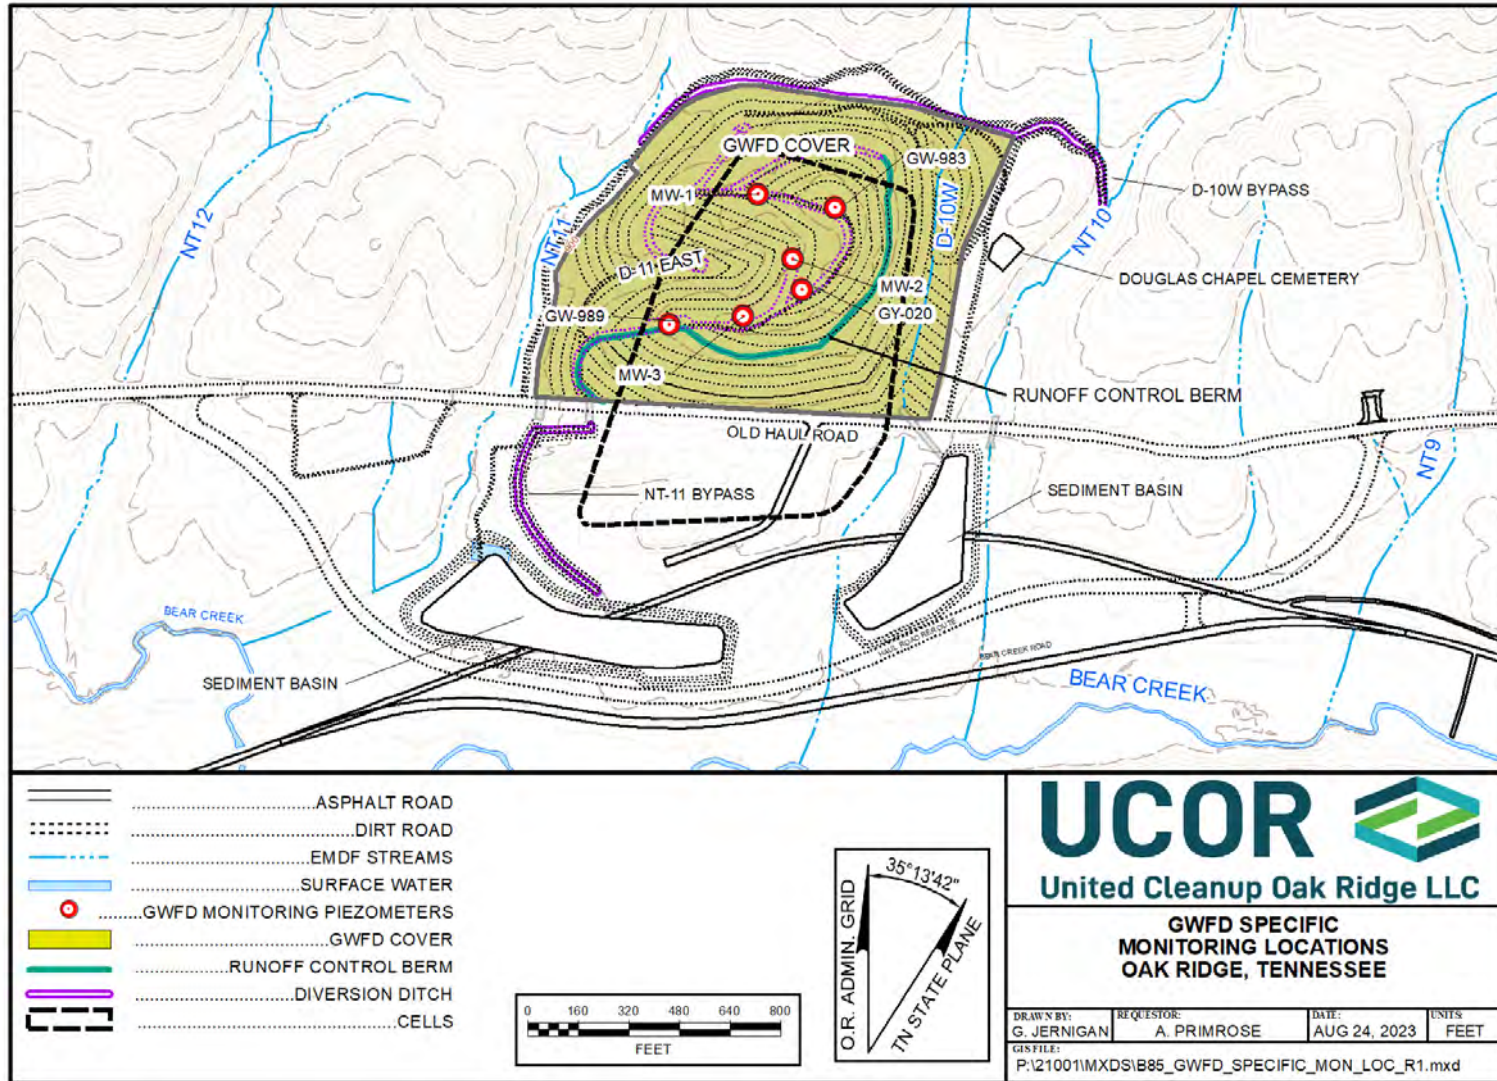 GWFD COVER
GW-983
MW-1
D-10W BYPASS
NT12
NT11
D-10W
NT10
D-11 EAST
DOUGLAS CHAPEL CEMETERY
MW-2
GW-989
GY-020
MW-3
RUNOFF CONTROL BERM
OLD HAUL ROAD
NT9
NT-11 BYPASS
SEDIMENT BASIN
BEAR CREEK
HAUL ROAD
BEAR CREEK ROAD
SEDIMENT BASIN
BEAR CREEK
ASPHALT ROAD
DIRT ROAD
EMDF STREAMS
SURFACE WATER
GWFD MONITORING PIEZOMETERS
GWFD COVER
RUNOFF CONTROL BERM
DIVERSION DITCH
CELLS
0 160 320 480 640 800
FEET
35°13'42"
O.R. ADMIN. GRID
TN STATE PLANE
UCOR
United Cleanup Oak Ridge LLC
GWFD SPECIFIC
MONITORING LOCATIONS
OAK RIDGE, TENNESSEE
DRAWN BY: REQUESTOR: DATE: UNITS:
G. JERNIGAN A. PRIMROSE AUG 24, 2023 FEET
GIS FILE:
P:\21001\MXDS\B85_GWFD_SPECIFIC_MON_LOC_R1.mxd